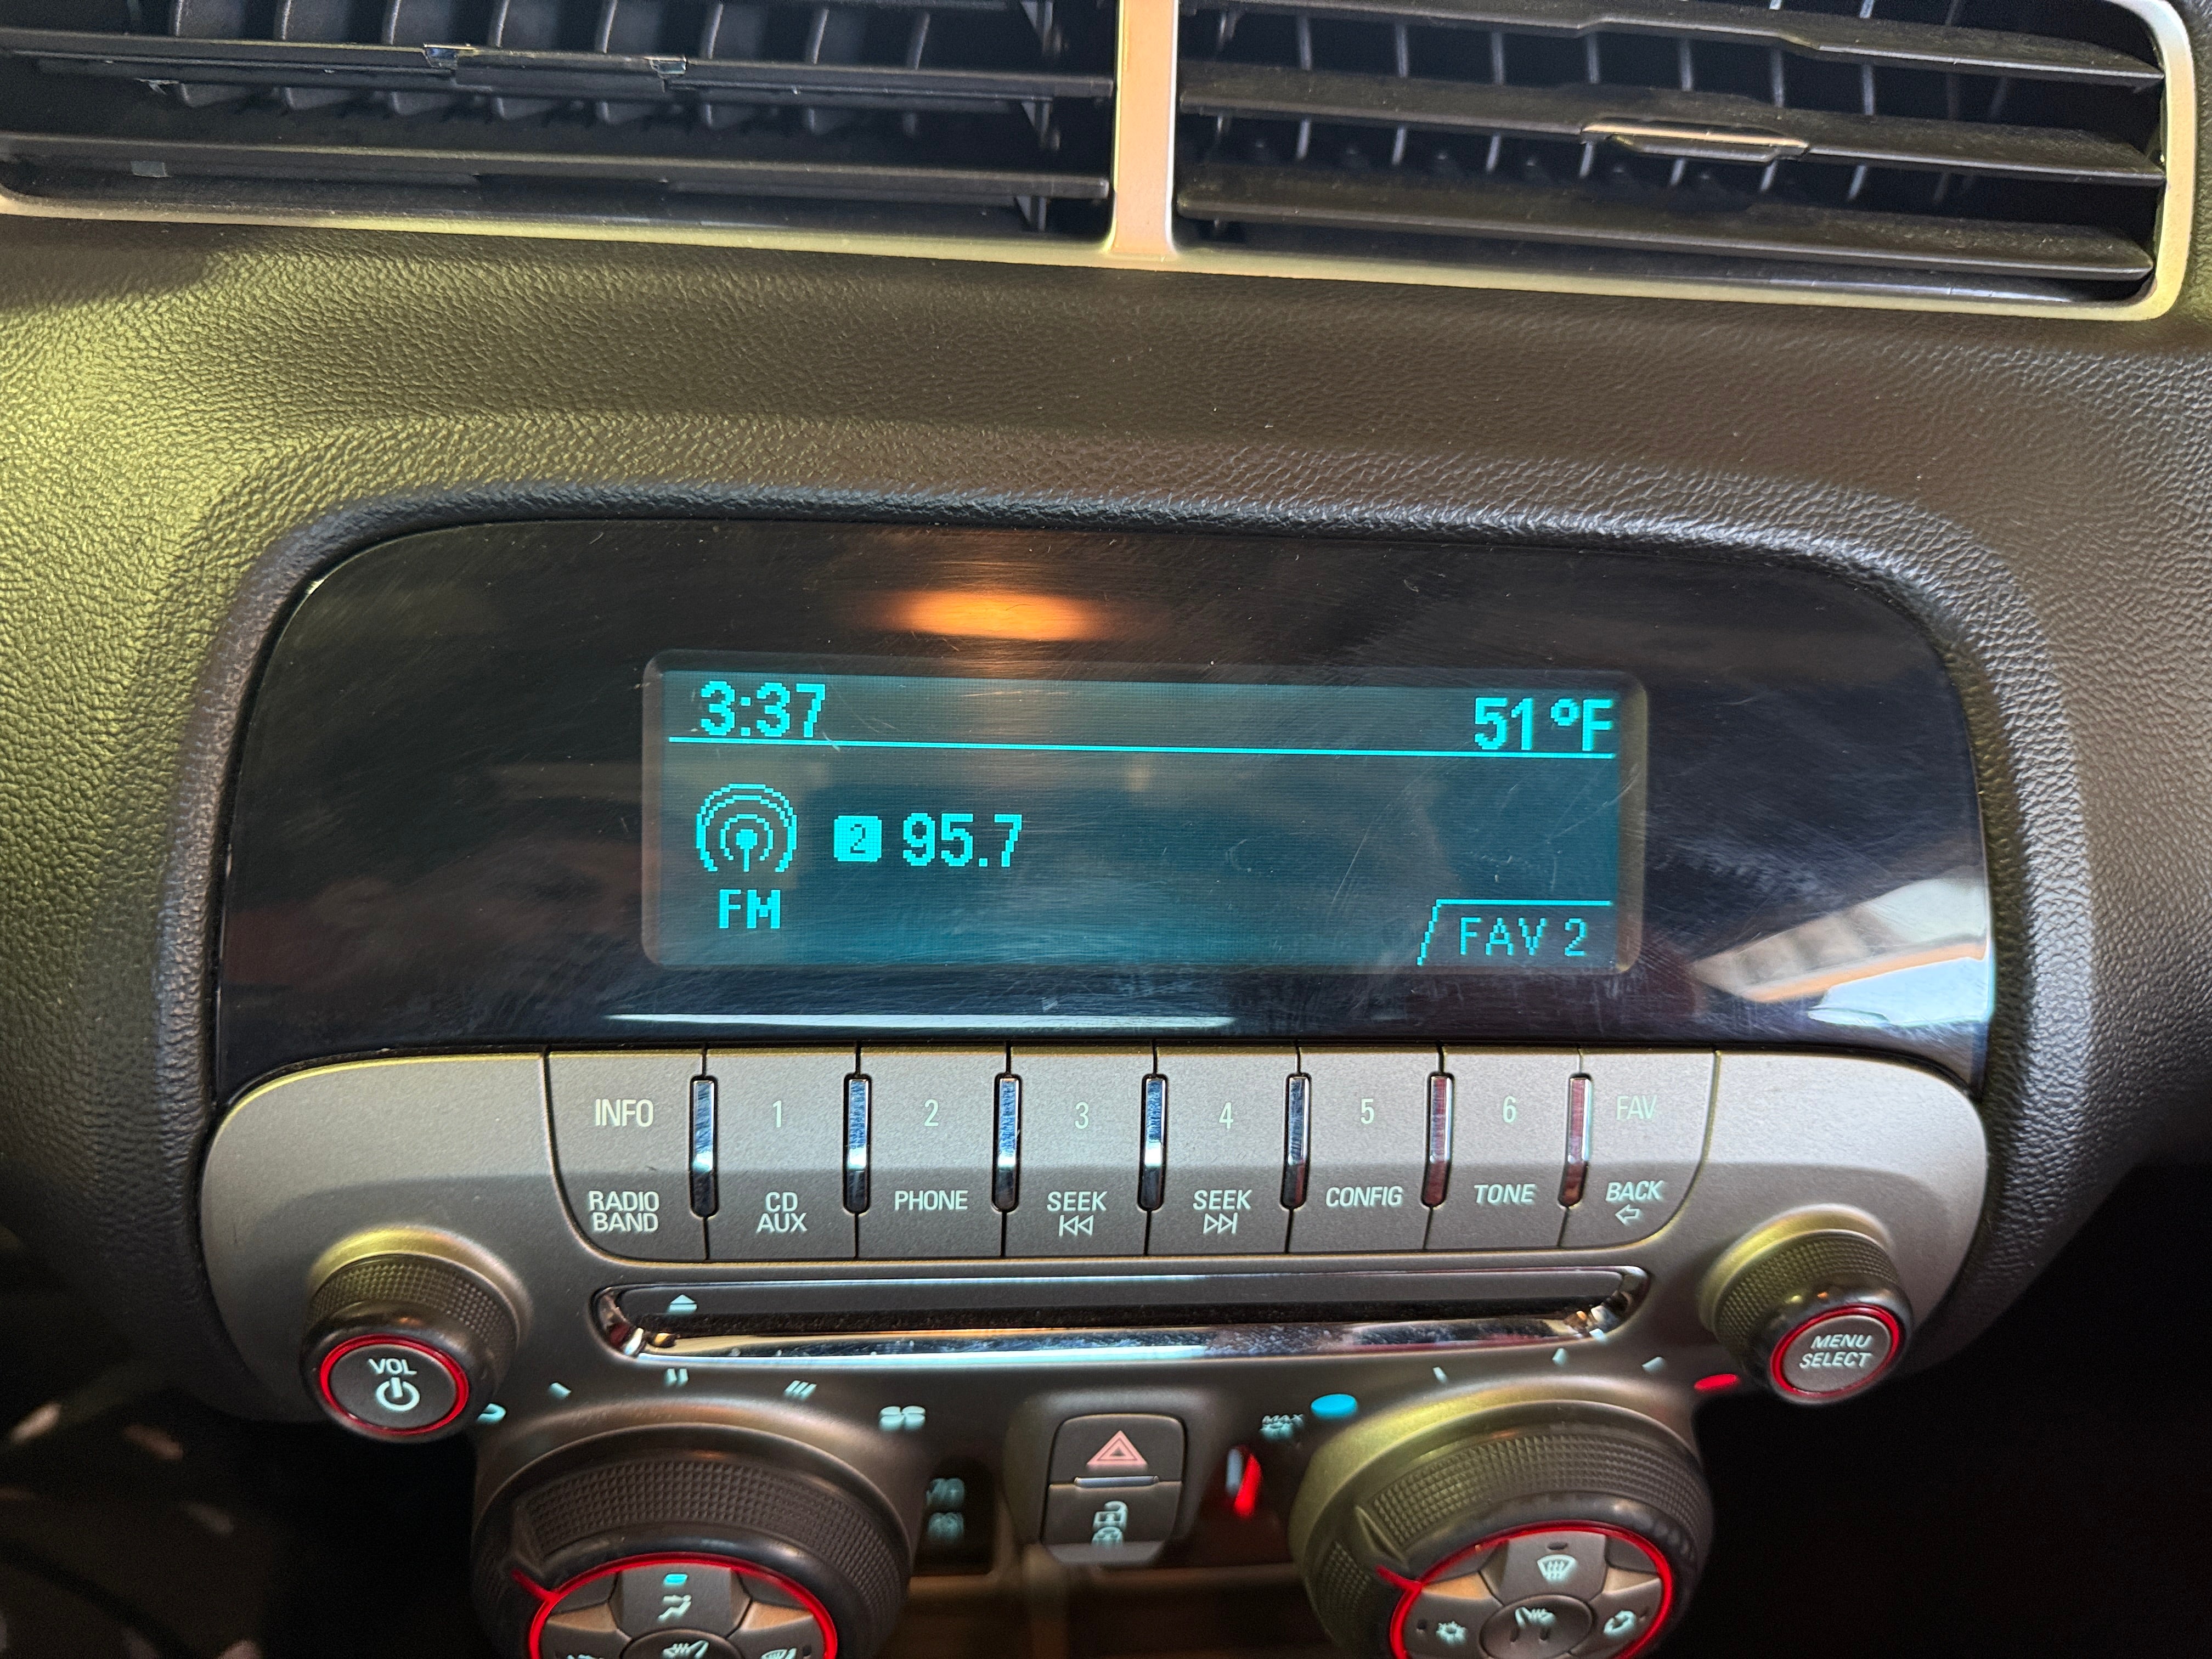 3:37 51°F
2 95.7
FM
FAV 2
INFO 1 2 3 4 5 6 FAV
RADIO BAND
CD AUX
PHONE
SEEK
SEEK
CONFIG
TONE
BACK
VOL
MENU SELECT
MAX